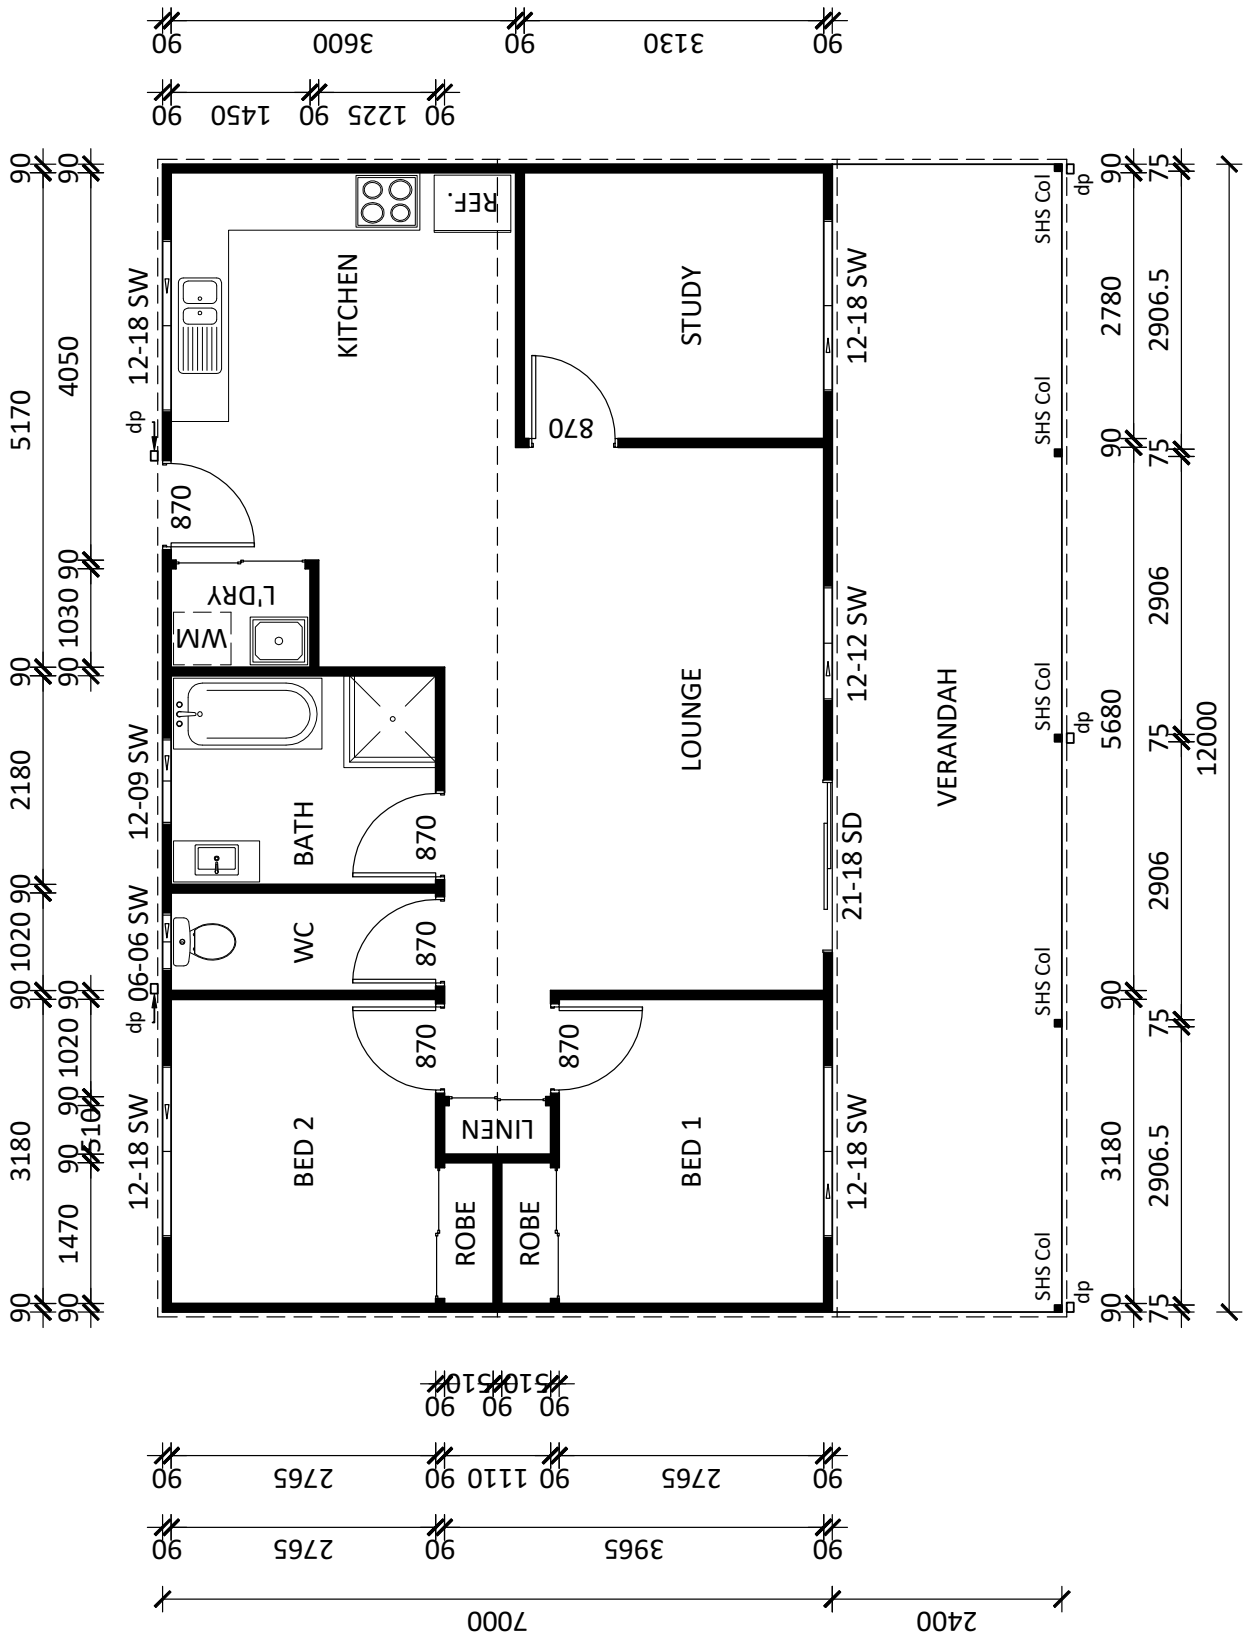 90 3180 90 1020 90 2180 90 5170 90
90 1470 90 510 90 1020 90 90 1030 90 4050 90
12-18 SW dp 06-06 SW 12-09 SW dp 12-18 SW
7000
2400
90 2765 90 3965 90
90 2765 90 1110 90 2765 90
90 510 90 510 90
BED 2
WC
BATH
WM
L'DRY
870
KITCHEN
REF.
870
870
870
ROBE
ROBE
LINEN
870
870
BED 1
LOUNGE
STUDY
12-18 SW
21-18 SD
12-12 SW
12-18 SW
VERANDAH
SHS Col
SHS Col
SHS Col
SHS Col
SHS Col
dp
dp
dp
90 3180 90 5680 90 2780 90
75 2906.5 75 2906 75 2906 75 2906.5 75
12000
90 1450 90 1225 90
90 3600 90 3130 90